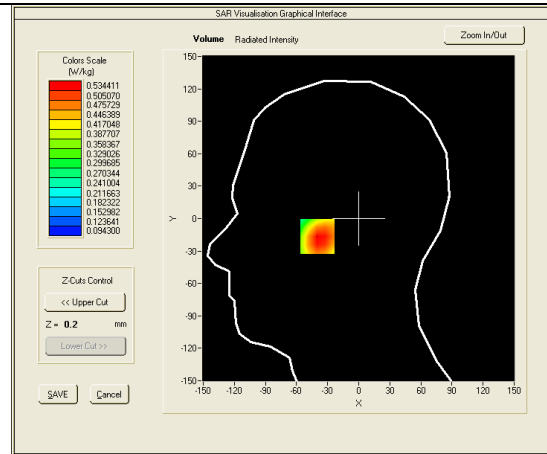 SAR Visualisation Graphical Interface
Volume Radiated Intensity
Zoom In/Out
Colors Scale
(W/kg)
0.534411
0.505070
0.475729
0.446389
0.417048
0.387707
0.358367
0.329026
0.299685
0.270344
0.241004
0.211663
0.182322
0.152982
0.123641
0.094300
Z-Cuts Control
<< Upper Cut
Z = 0.2 mm
Lower Cut >>
SAVE Cancel
150
120
90
60
30
0
-30
-60
-90
-120
-150
Y
-150 -120 -90 -60 -30 0 30 60 90 120 150
X